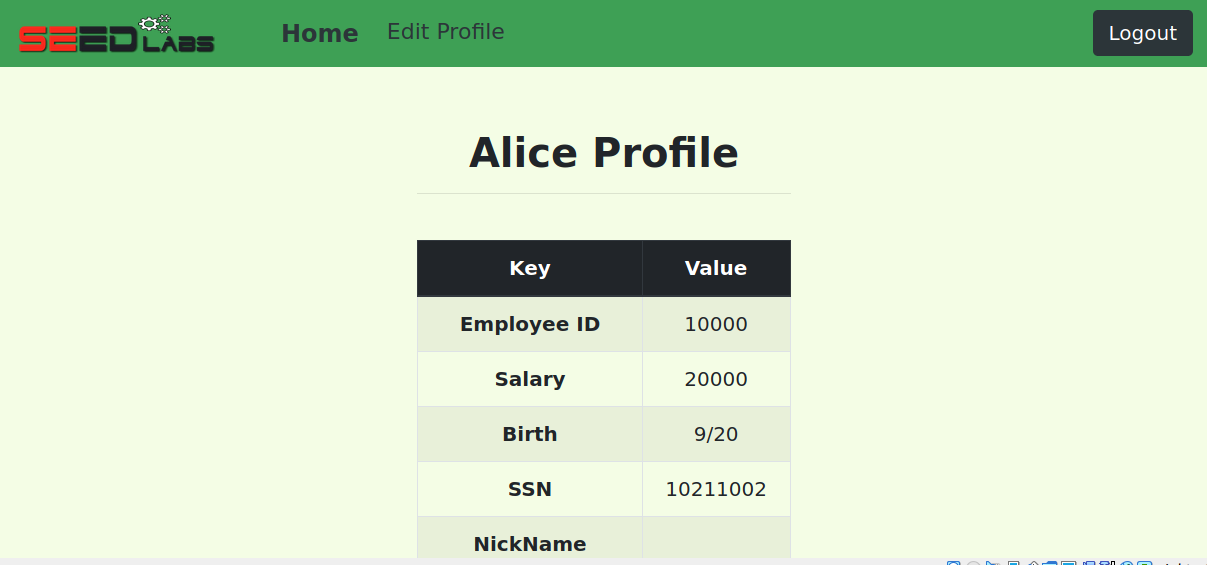 SEED LABS Home Edit Profile Logout
Alice Profile
Key Value
Employee ID 10000
Salary 20000
Birth 9/20
SSN 10211002
NickName